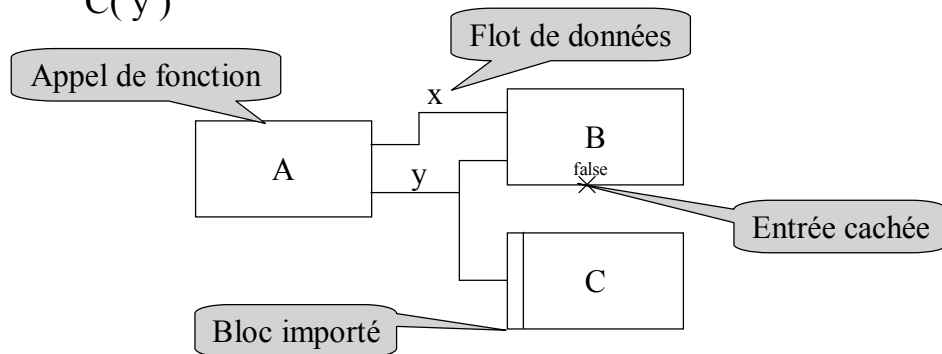 C( y )
Flot de données
Appel de fonction
x
B
A
false
y
Entrée cachée
C
Bloc importé